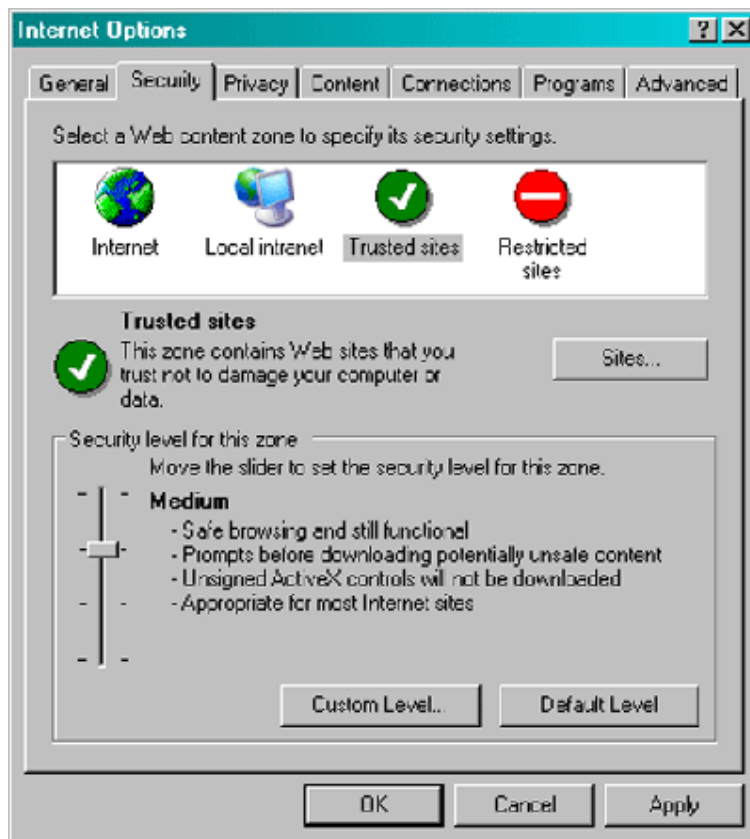 Internet Options
General Security Privacy Content Connections Programs Advanced
Select a Web content zone to specify its security settings.
Internet Local intranet Trusted sites Restricted
sites
Trusted sites
This zone contains Web sites that you
trust not to damage your computer or
data.
Sites...
Security level for this zone
Move the slider to set the security level for this zone.
Medium
- Safe browsing and still functional
- Prompts before downloading potentially unsafe content
- Unsigned ActiveX controls will not be downloaded
- Appropriate for most Internet sites
Custom Level... Default Level
OK Cancel Apply